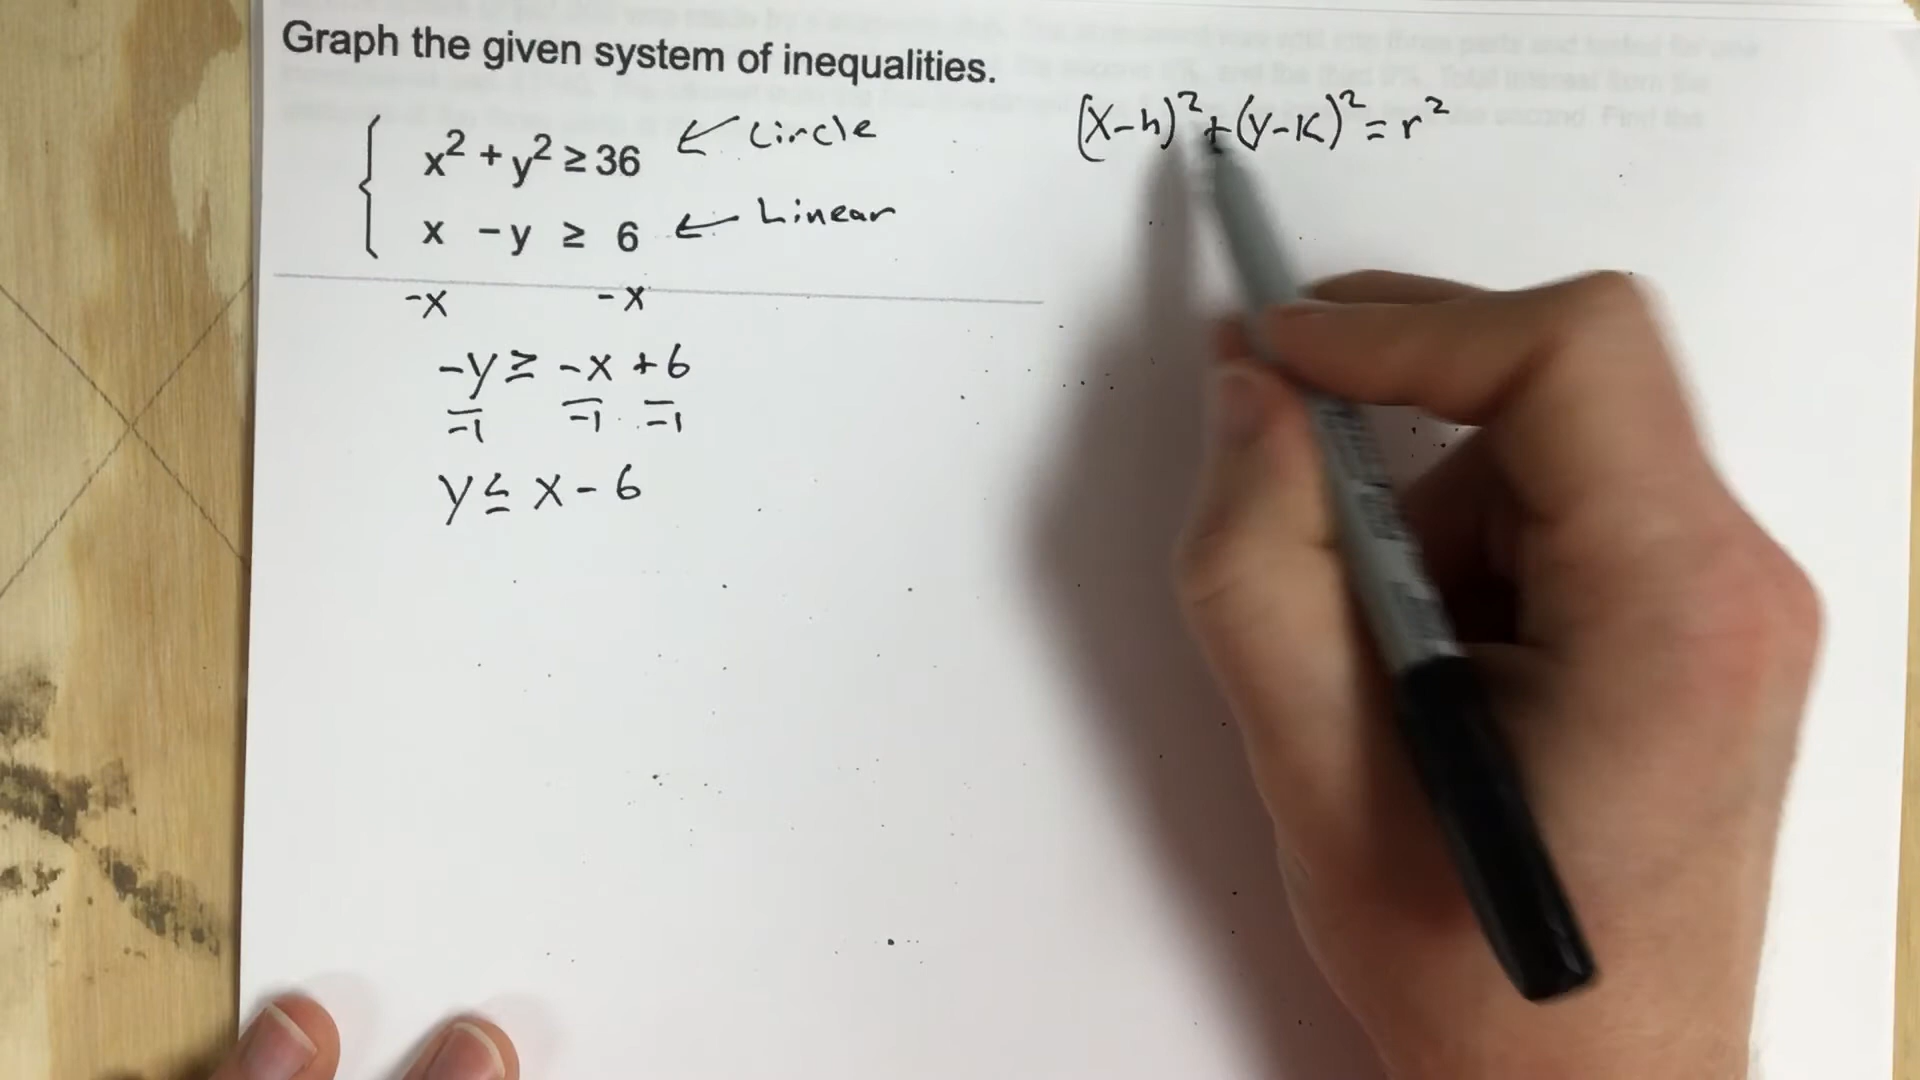 Graph the given system of inequalities.
x² + y² ≥ 36 ← Circle
x - y ≥ 6 ← Linear
-x -x
-y ≥ -x + 6
-1 -1 -1
y ≤ x - 6
(x-h)² + (y-k)² = r²